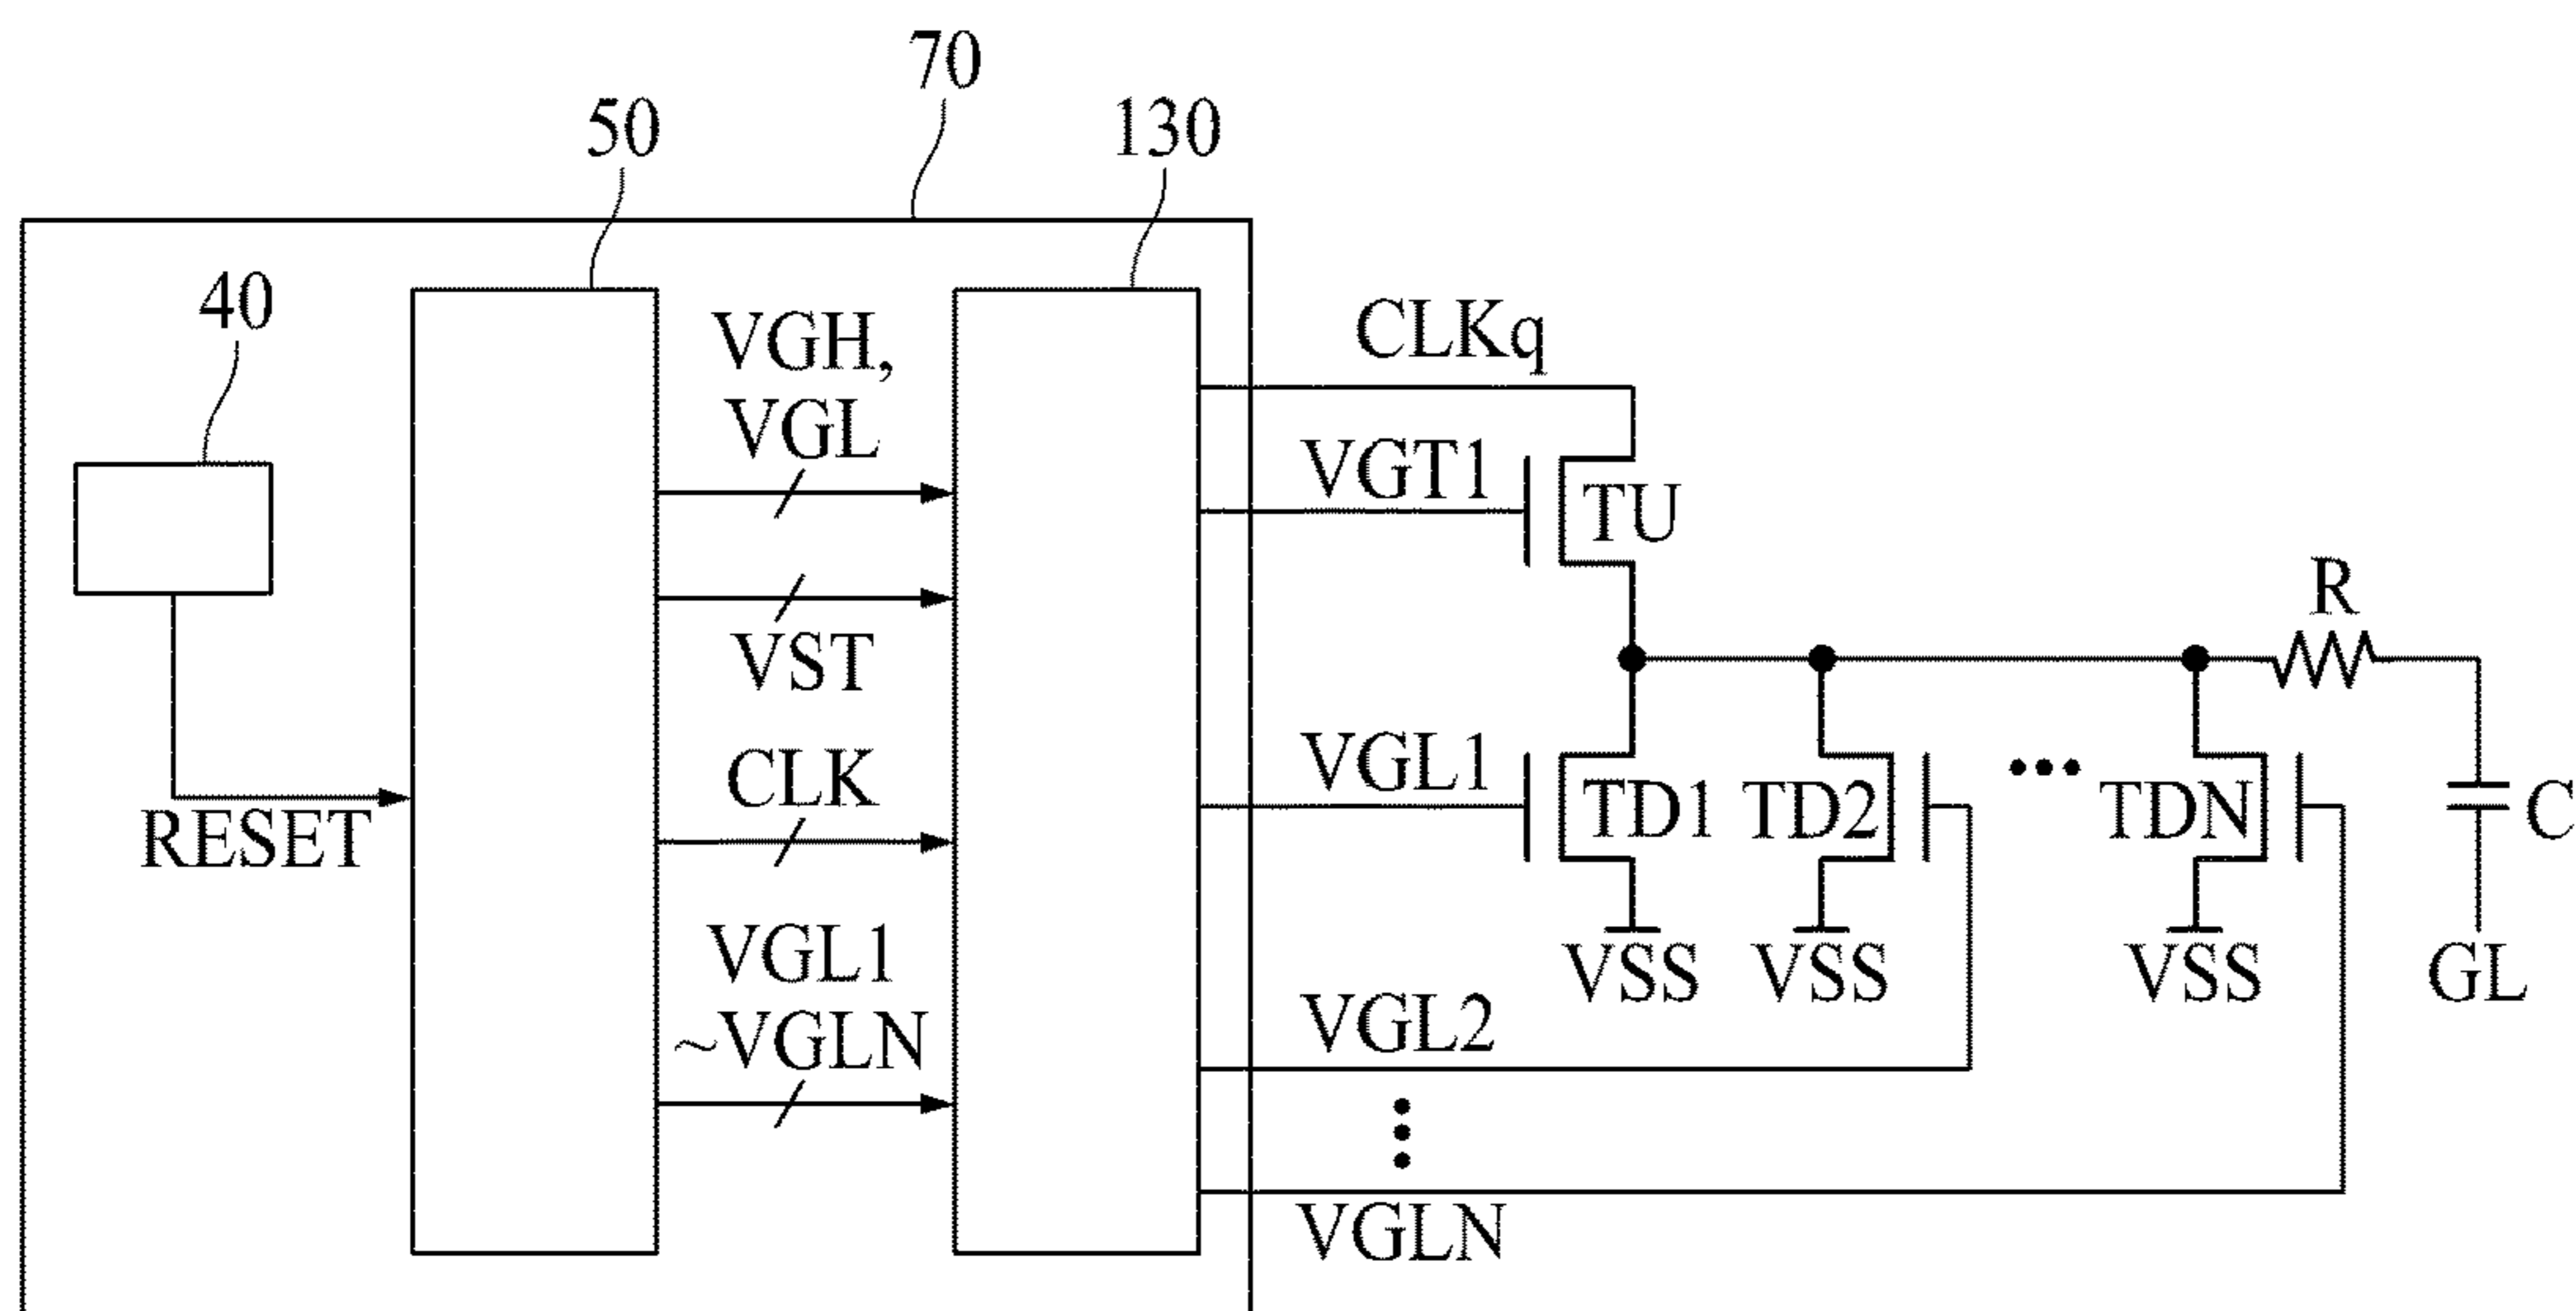 70
50
130
40
VGH,
VGL
CLKq
VGT1
TU
VST
R
RESET
CLK
VGL1
TD1
TD2
TDN
C
VGL1
~VGLN
VSS
VSS
VSS
GL
VGL2
VGLN